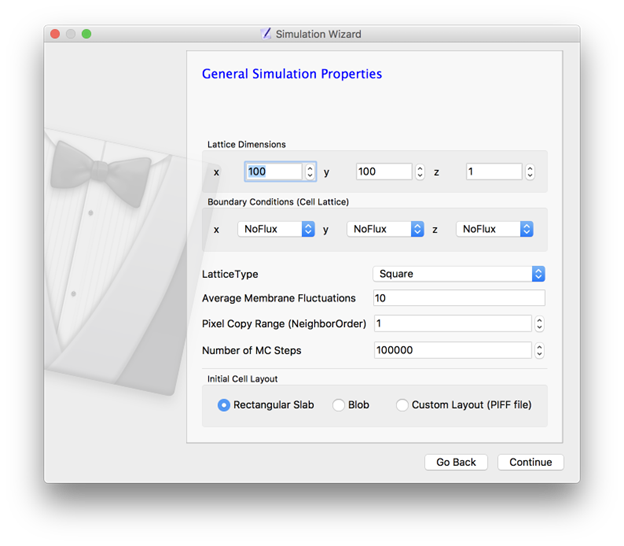 Simulation Wizard
General Simulation Properties
Lattice Dimensions
x 100 y 100 z 1
Boundary Conditions (Cell Lattice)
x NoFlux y NoFlux z NoFlux
LatticeType Square
Average Membrane Fluctuations 10
Pixel Copy Range (NeighborOrder) 1
Number of MC Steps 100000
Initial Cell Layout
Rectangular Slab Blob Custom Layout (PIFF file)
Go Back Continue